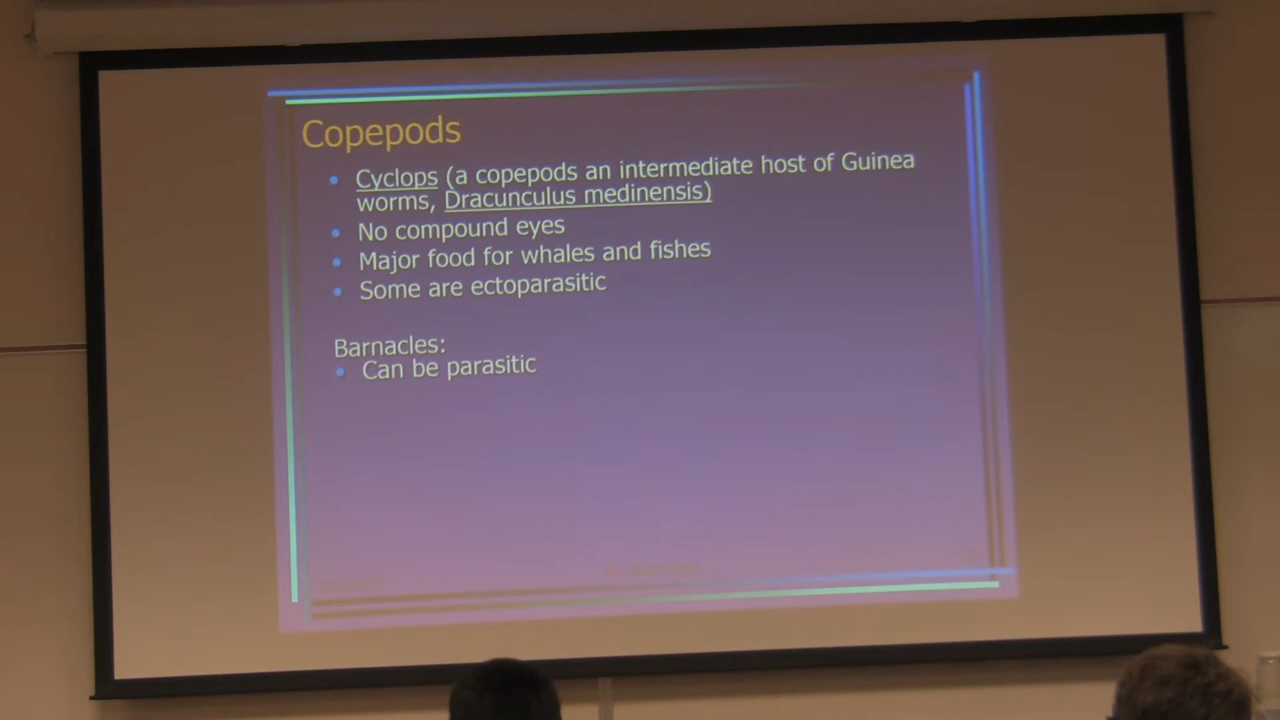 Copepods
• Cyclops (a copepods an intermediate host of Guinea
worms, Dracunculus medinensis)
• No compound eyes
• Major food for whales and fishes
• Some are ectoparasitic
Barnacles:
• Can be parasitic